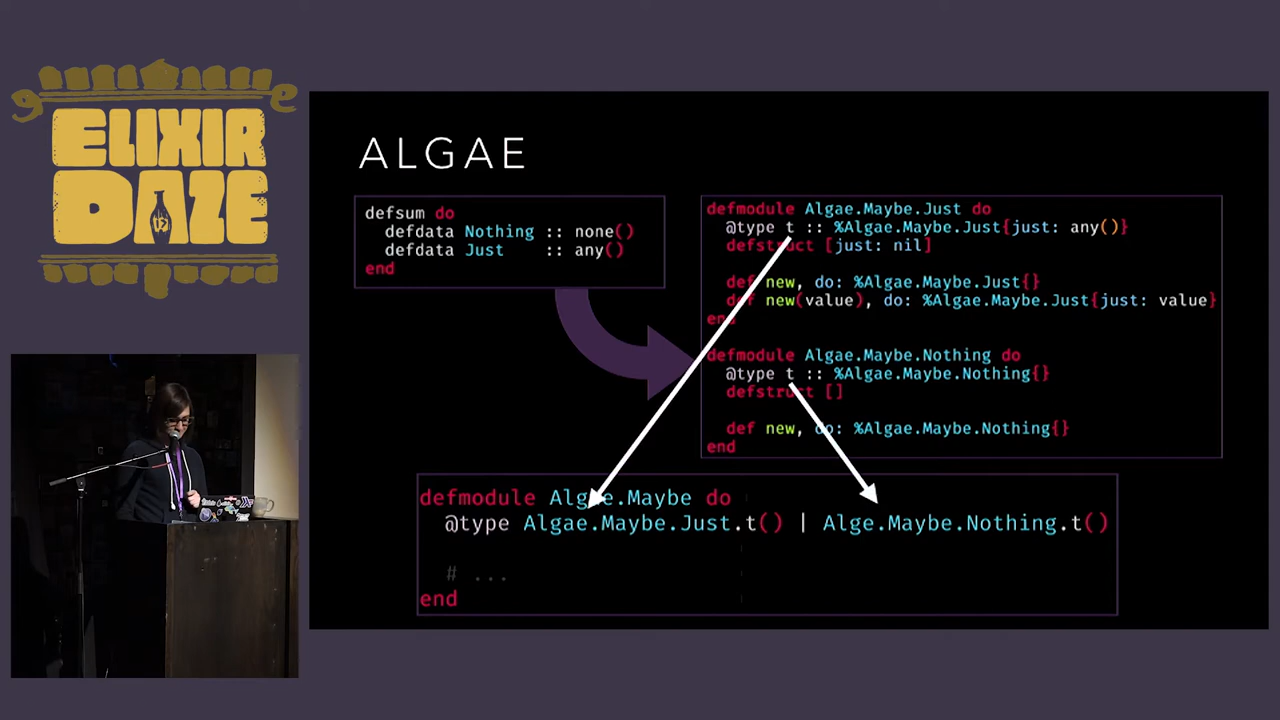 ELIXIR
DAZE
ALGAE
defsum do
  defdata Nothing :: none()
  defdata Just    :: any()
end
defmodule Algae.Maybe.Just do
  @type t :: %Algae.Maybe.Just{just: any()}
  defstruct [just: nil]
  def new, do: %Algae.Maybe.Just{}
  def new(value), do: %Algae.Maybe.Just{just: value}
end
defmodule Algae.Maybe.Nothing do
  @type t :: %Algae.Maybe.Nothing{}
  defstruct []
  def new, do: %Algae.Maybe.Nothing{}
end
defmodule Algae.Maybe do
  @type Algae.Maybe.Just.t() | Alge.Maybe.Nothing.t()
  # ...
end